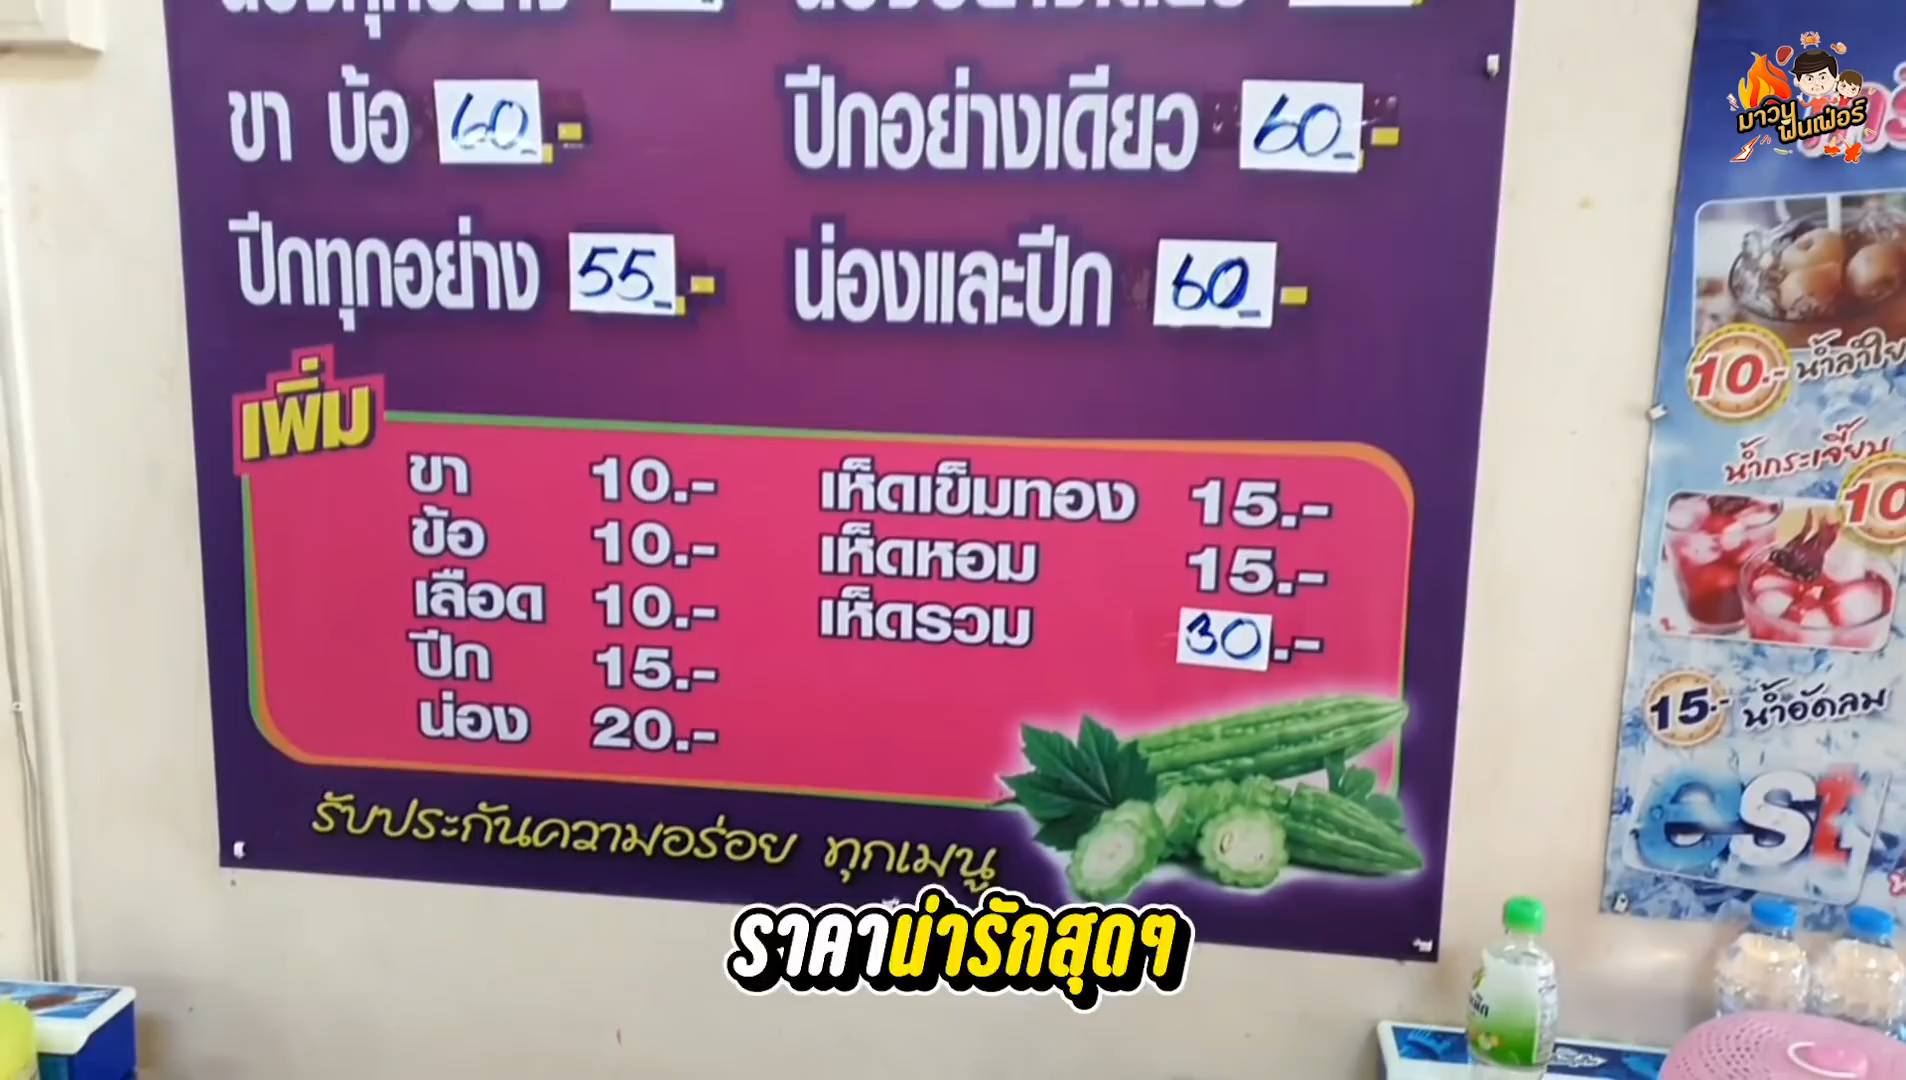 ขา บ้อ 60.-
ปีกอย่างเดียว 60.-
ปีกทุกอย่าง 55.-
น่องและปีก 60.-
เพิ่ม
ขา 10.-
ข้อ 10.-
เลือด 10.-
ปีก 15.-
น่อง 20.-
เห็ดเข็มทอง 15.-
เห็ดหอม 15.-
เห็ดรวม 30.-
รับประกันความอร่อย ทุกเมนู
ราคาน่ารักสุดๆ
มาวิน
ฟินเฟ่อร์
10.- น้ำลำไย
น้ำกระเจี๊ยบ
10
15.- น้ำอัดลม
est